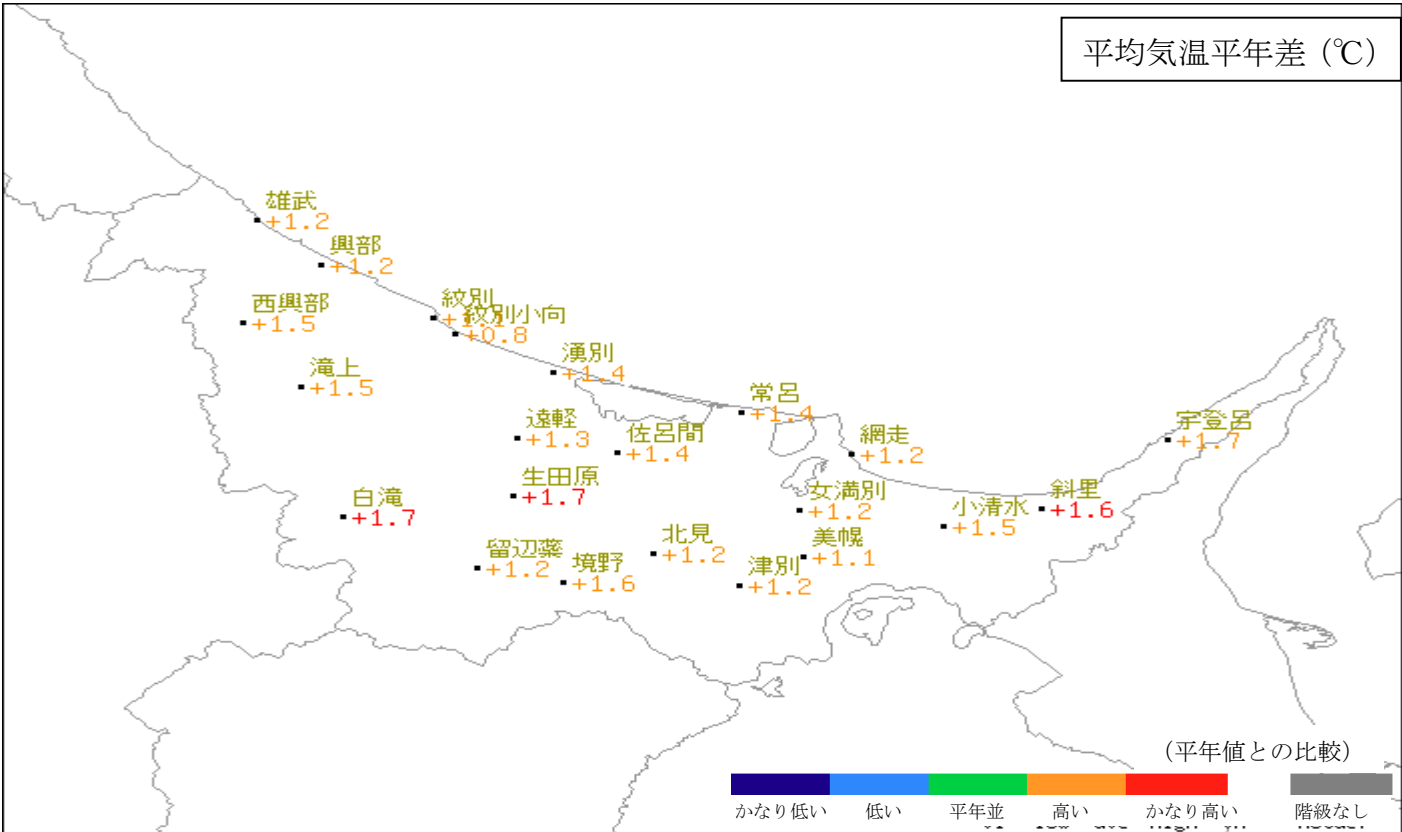 平均気温平年差（℃）
雄武
+1.2
興部
+1.2
西興部
+1.5
紋別
+1.1
紋別小向
+0.8
滝上
+1.5
湧別
+1.4
常呂
+1.4
遠軽
+1.3
佐呂間
+1.4
網走
+1.2
宇登呂
+1.7
生田原
+1.7
白滝
+1.7
女満別
+1.2
小清水
+1.5
斜里
+1.6
留辺蘂
+1.2
境野
+1.6
北見
+1.2
美幌
+1.1
津別
+1.2
（平年値との比較）
かなり低い 低い 平年並 高い かなり高い 階級なし